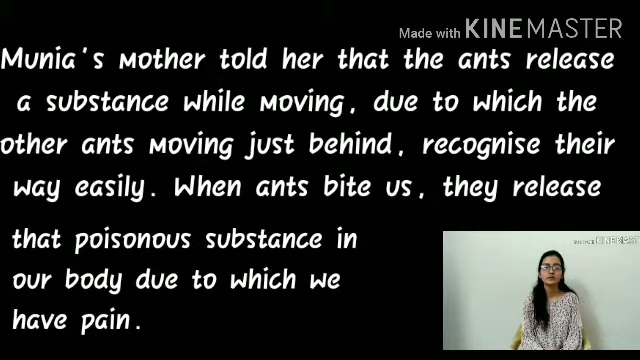 Made with KINEMASTER
Munia's mother told her that the ants release
a substance while moving, due to which the
other ants moving just behind, recognise their
way easily. When ants bite us, they release
that poisonous substance in
our body due to which we
have pain.
KINEMAST